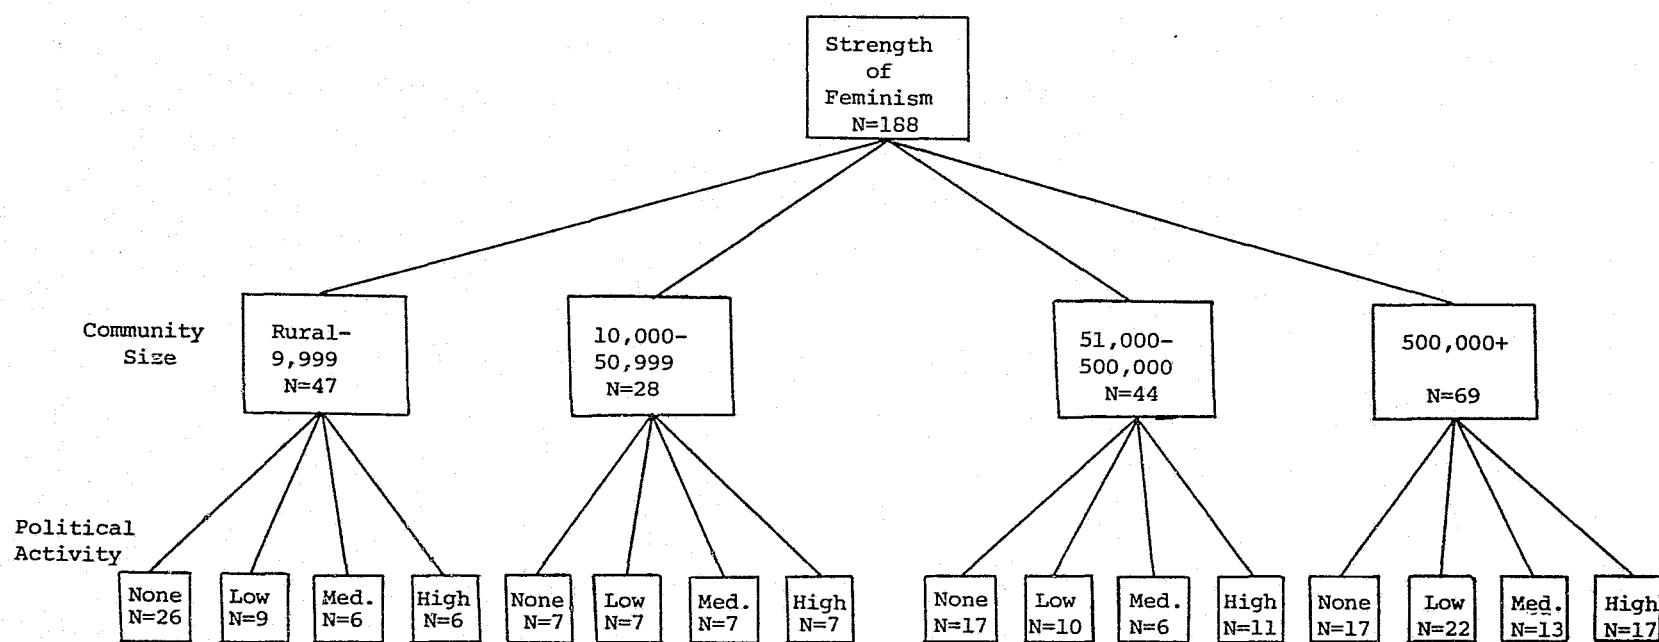 Strength
of
Feminism
N=188
Community
Size
Rural-
9,999
N=47
10,000-
50,999
N=28
51,000-
500,000
N=44
500,000+
N=69
Political
Activity
None
N=26
Low
N=9
Med.
N=6
High
N=6
None
N=7
Low
N=7
Med.
N=7
High
N=7
None
N=17
Low
N=10
Med.
N=6
High
N=11
None
N=17
Low
N=22
Med.
N=13
High
N=17